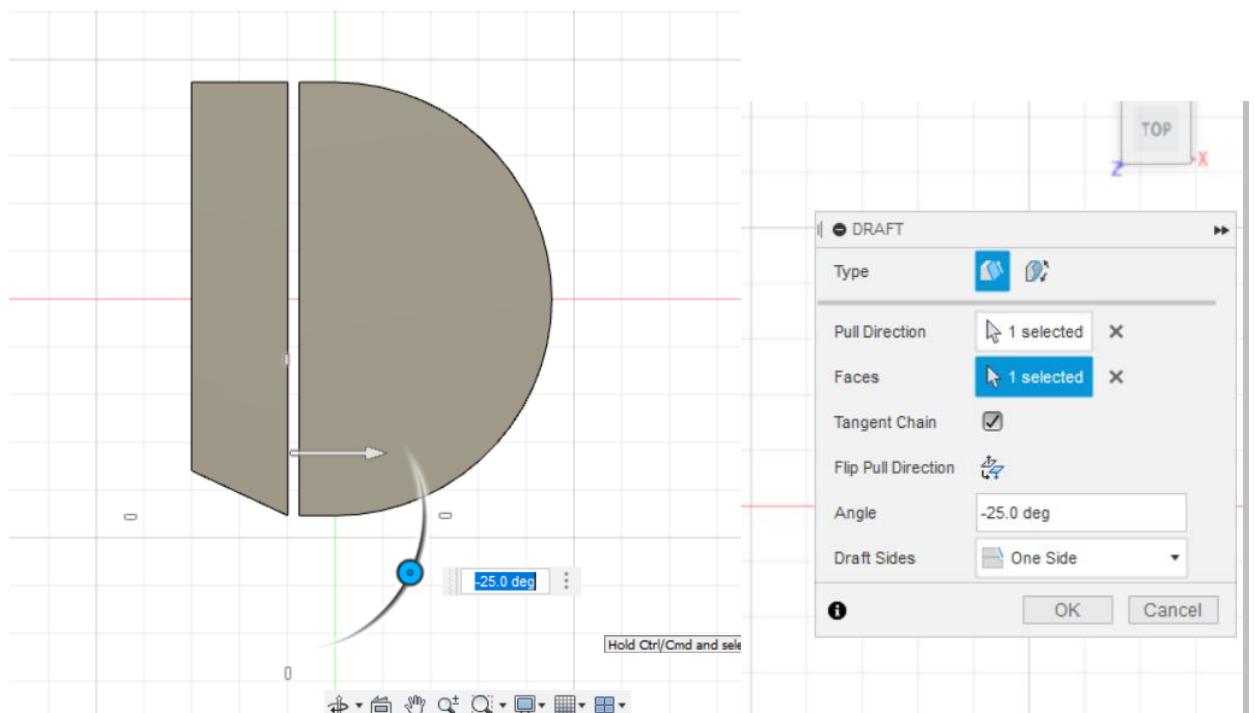 TOP
Z
X
DRAFT
Type
Pull Direction
1 selected
Faces
1 selected
Tangent Chain
Flip Pull Direction
Angle
-25.0 deg
Draft Sides
One Side
OK
Cancel
-25.0 deg
Hold Ctrl/Cmd and sele